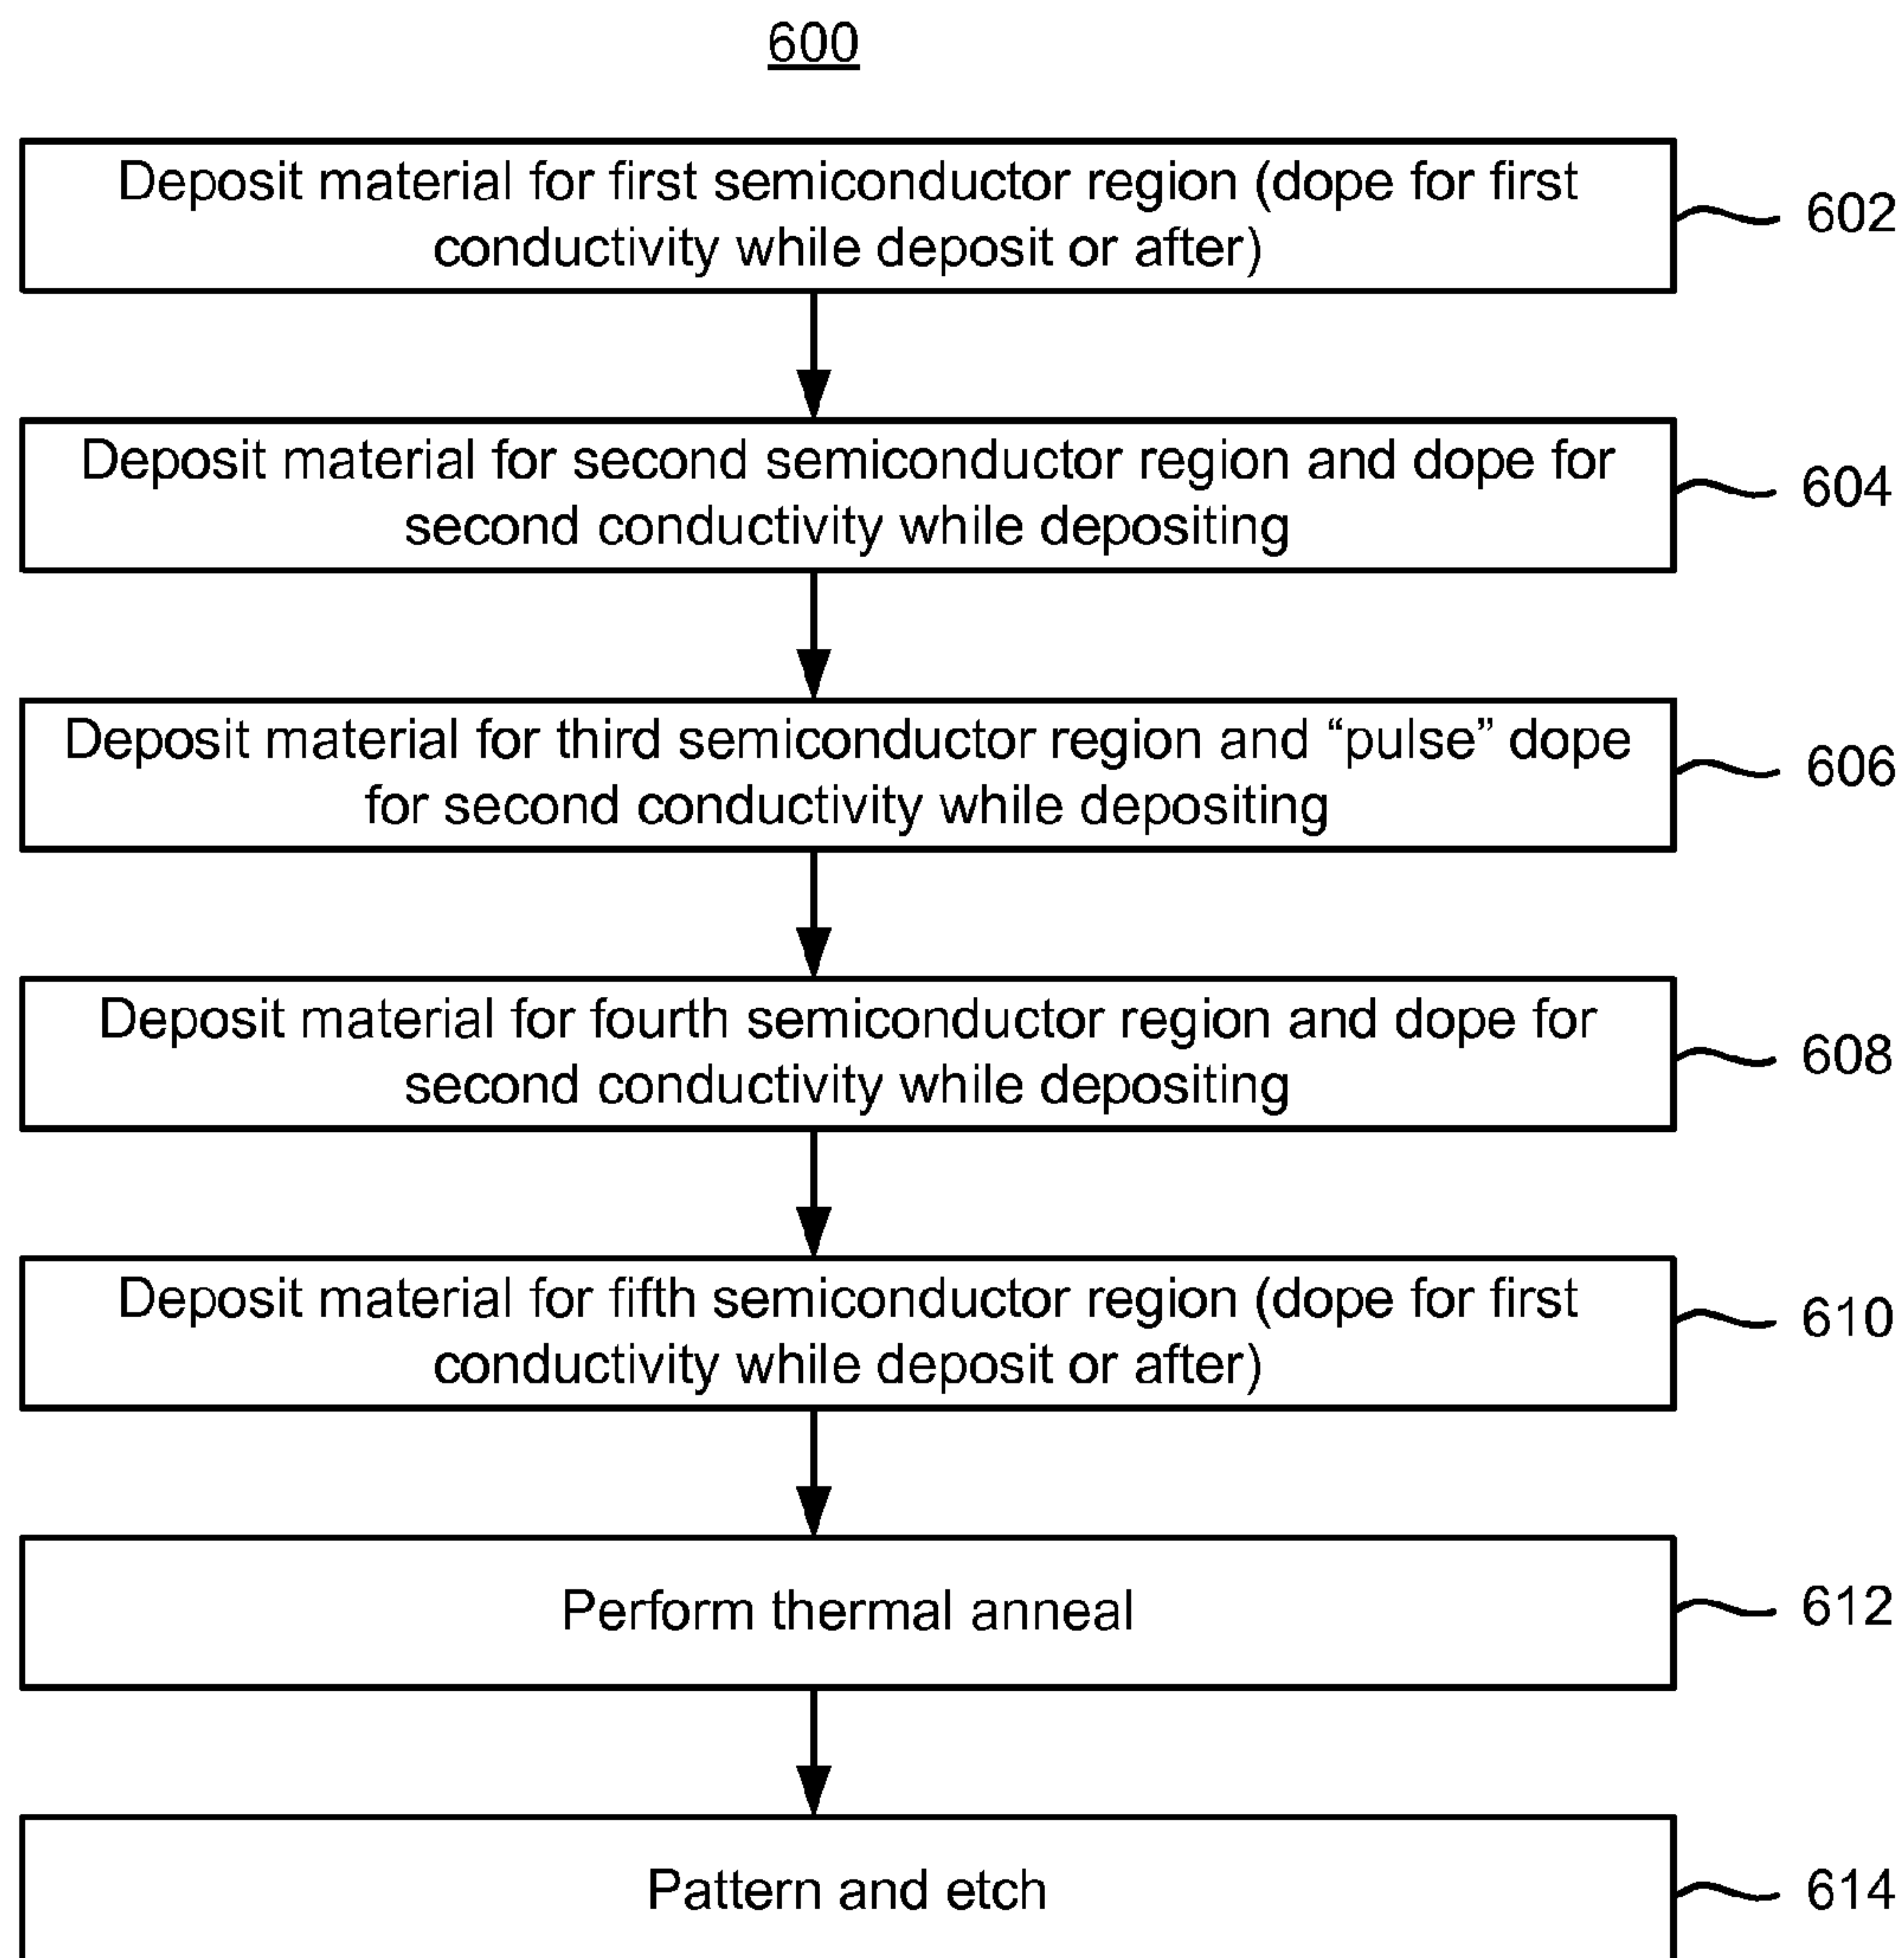 600
Deposit material for first semiconductor region (dope for first
conductivity while deposit or after)
602
Deposit material for second semiconductor region and dope for
second conductivity while depositing
604
Deposit material for third semiconductor region and “pulse” dope
for second conductivity while depositing
606
Deposit material for fourth semiconductor region and dope for
second conductivity while depositing
608
Deposit material for fifth semiconductor region (dope for first
conductivity while deposit or after)
610
Perform thermal anneal
612
Pattern and etch
614